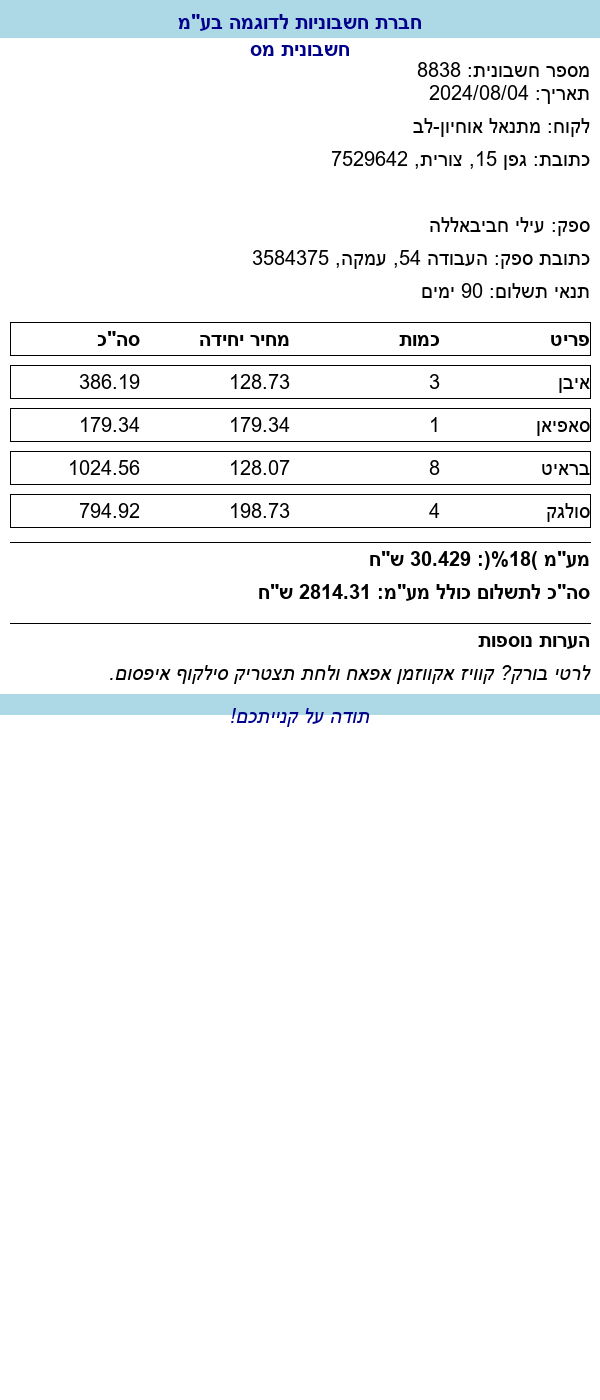 חברת חשבוניות לדוגמה בע"מ
חשבונית מס
מספר חשבונית: 8838
תאריך: 2024/08/04
לקוח: מתנאל אוחיון-לב
כתובת: גפן 15, צורית, 7529642
ספק: עילי חביבאללה
כתובת ספק: העבודה 54, עמקה, 3584375
תנאי תשלום: 90 ימים
פריט כמות מחיר יחידה סה"כ
איבן 3 128.73 386.19
סאפיאן 1 179.34 179.34
בראיט 8 128.07 1024.56
סולגק 4 198.73 794.92
מע"מ )18%(: 30.429 ש"ח
סה"כ לתשלום כולל מע"מ: 2814.31 ש"ח
הערות נוספות
לרטי בורק? קוויז אקווזמן אפאח ולחת תצטריק סילקוף איפסום.
תודה על קנייתכם!